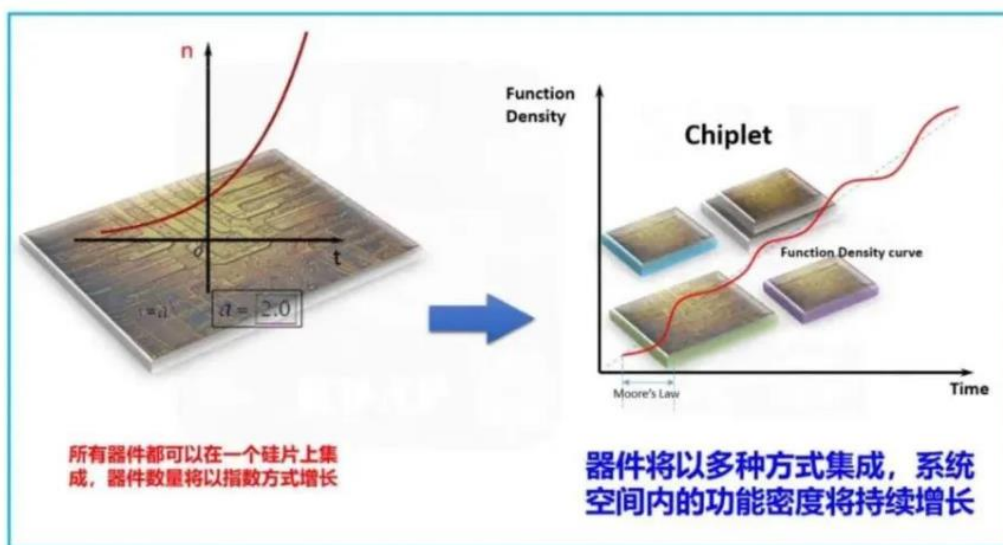 n
t
a = 2.0
所有器件都可以在一个硅片上集
成，器件数量将以指数方式增长
Function
Density
Chiplet
Function Density curve
Moore's Law
Time
器件将以多种方式集成，系统
空间内的功能密度将持续增长